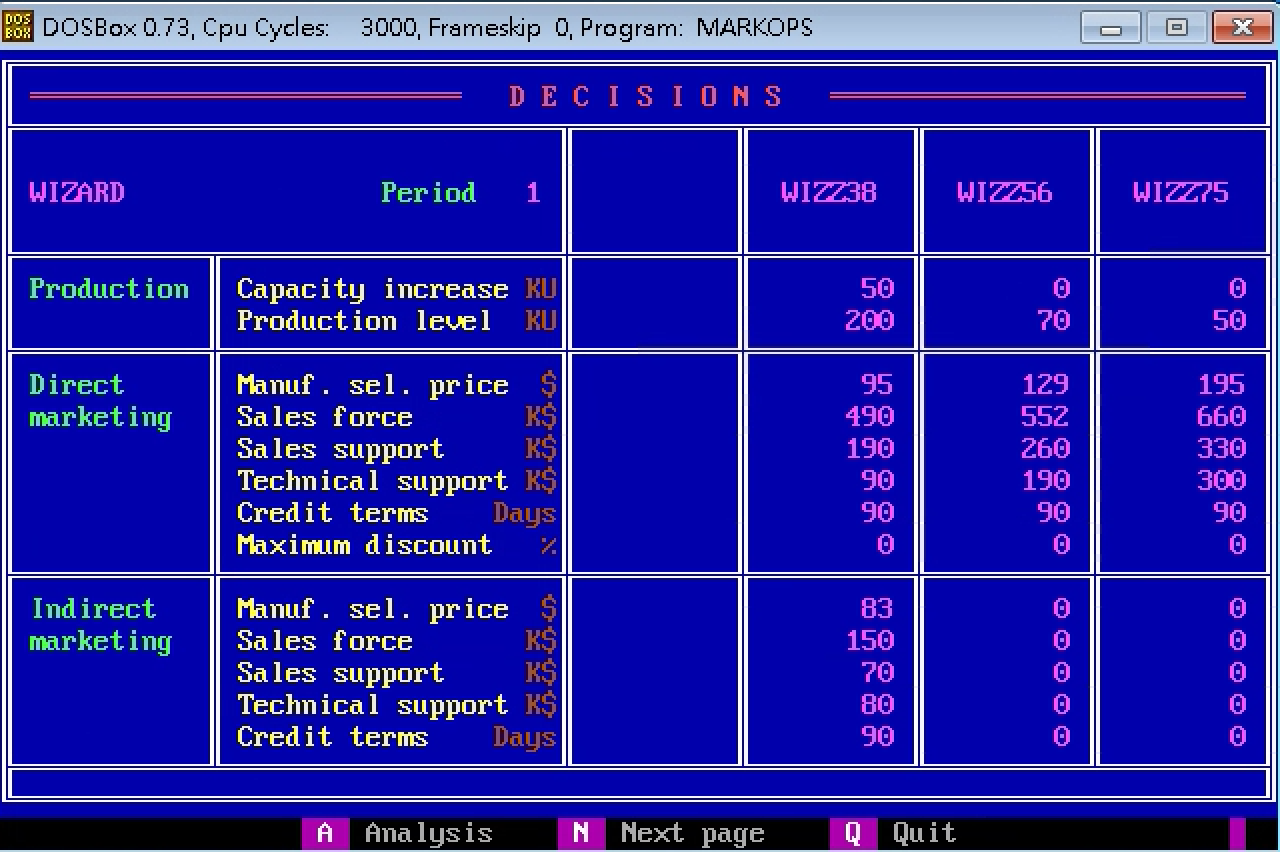 DOSBox 0.73, Cpu Cycles: 3000, Frameskip 0, Program: MARKOPS
DECISIONS
WIZARD Period 1 WIZZ38 WIZZ56 WIZZ75
Production Capacity increase KU 50 0 0
Production level KU 200 70 50
Direct Manuf. sel. price $ 95 129 195
marketing Sales force K$ 490 552 660
Sales support K$ 190 260 330
Technical support K$ 90 190 300
Credit terms Days 90 90 90
Maximum discount % 0 0 0
Indirect Manuf. sel. price $ 83 0 0
marketing Sales force K$ 150 0 0
Sales support K$ 70 0 0
Technical support K$ 80 0 0
Credit terms Days 90 0 0
A Analysis N Next page Q Quit